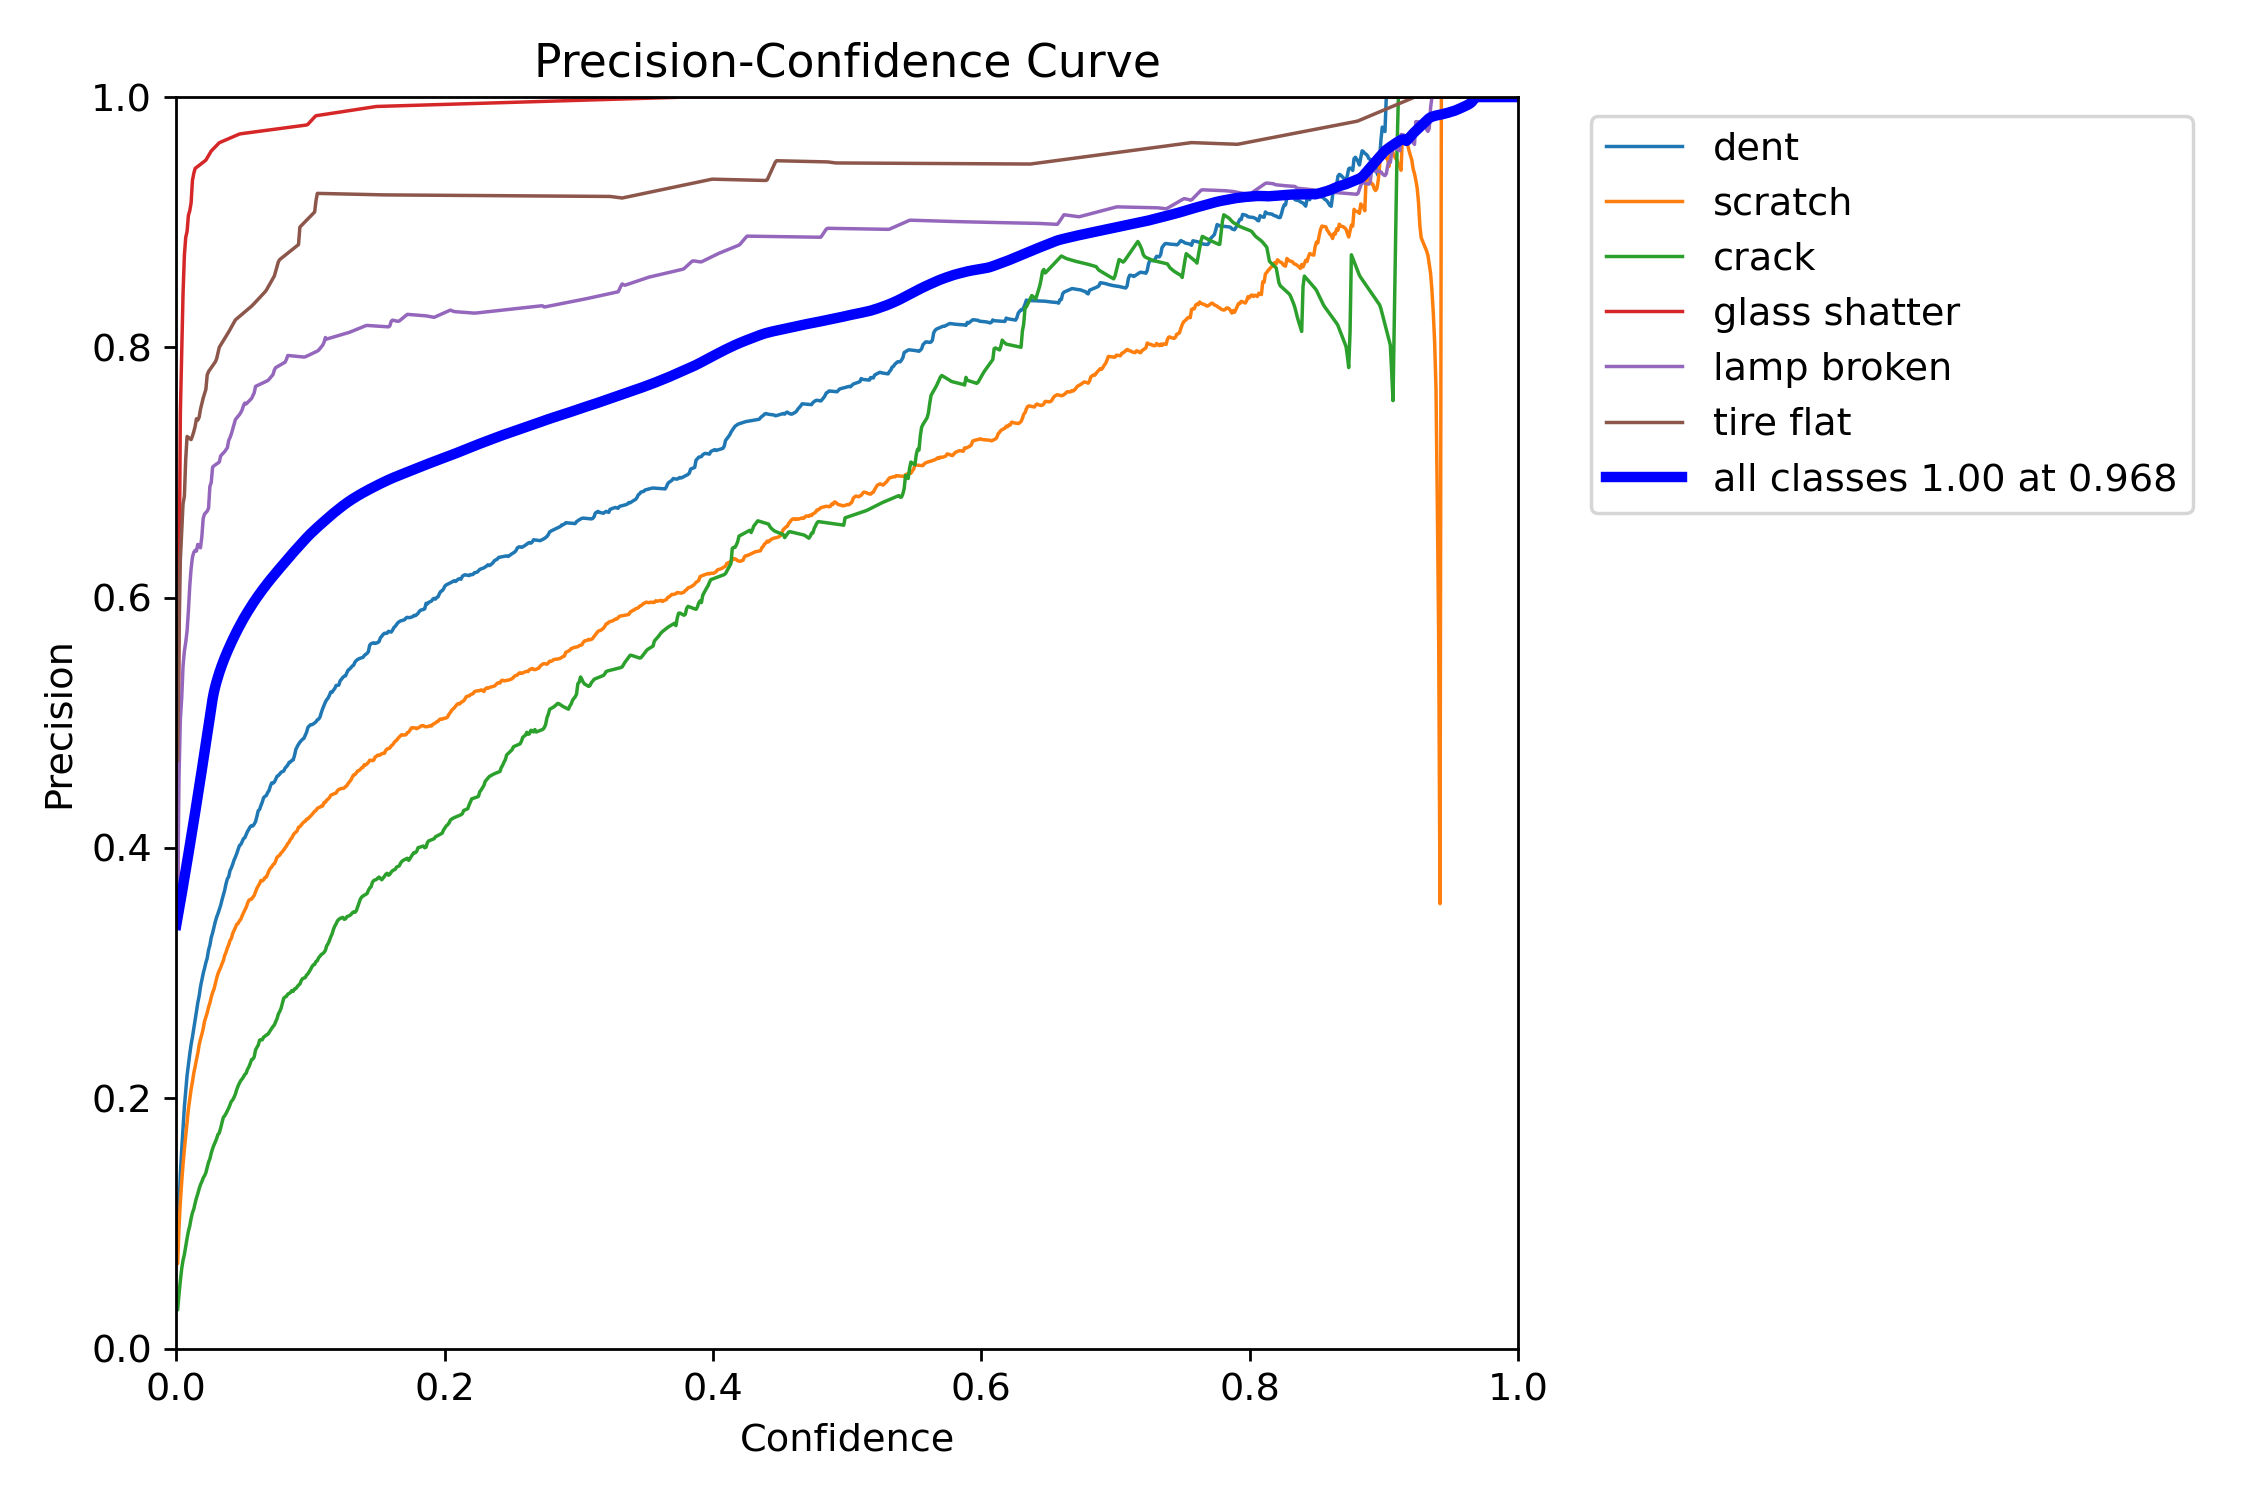 Precision-Confidence Curve
1.0
0.8
0.6
0.4
0.2
0.0
Precision
0.0 0.2 0.4 0.6 0.8 1.0
Confidence
dent
scratch
crack
glass shatter
lamp broken
tire flat
all classes 1.00 at 0.968